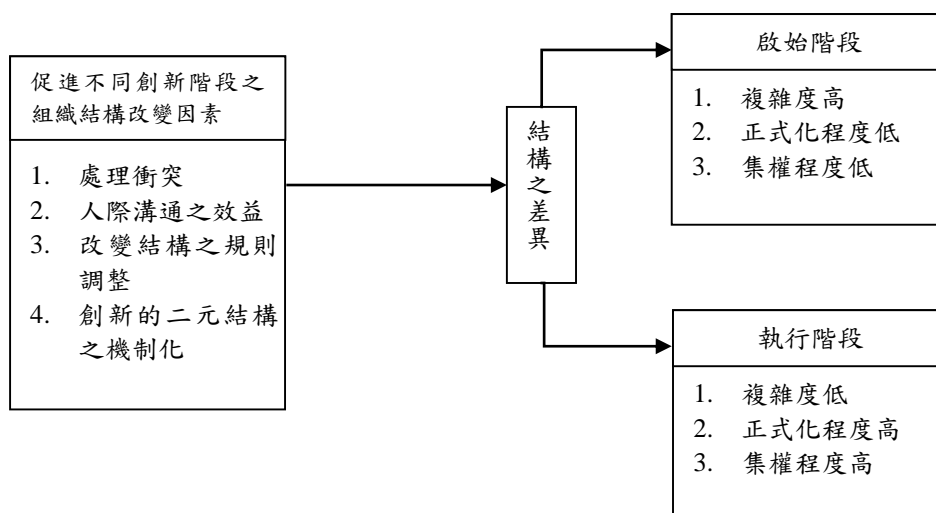 促進不同創新階段之
組織結構改變因素
1. 處理衝突
2. 人際溝通之效益
3. 改變結構之規則
調整
4. 創新的二元結構
之機制化
結構之差異
啟始階段
1. 複雜度高
2. 正式化程度低
3. 集權程度低
執行階段
1. 複雜度低
2. 正式化程度高
3. 集權程度高